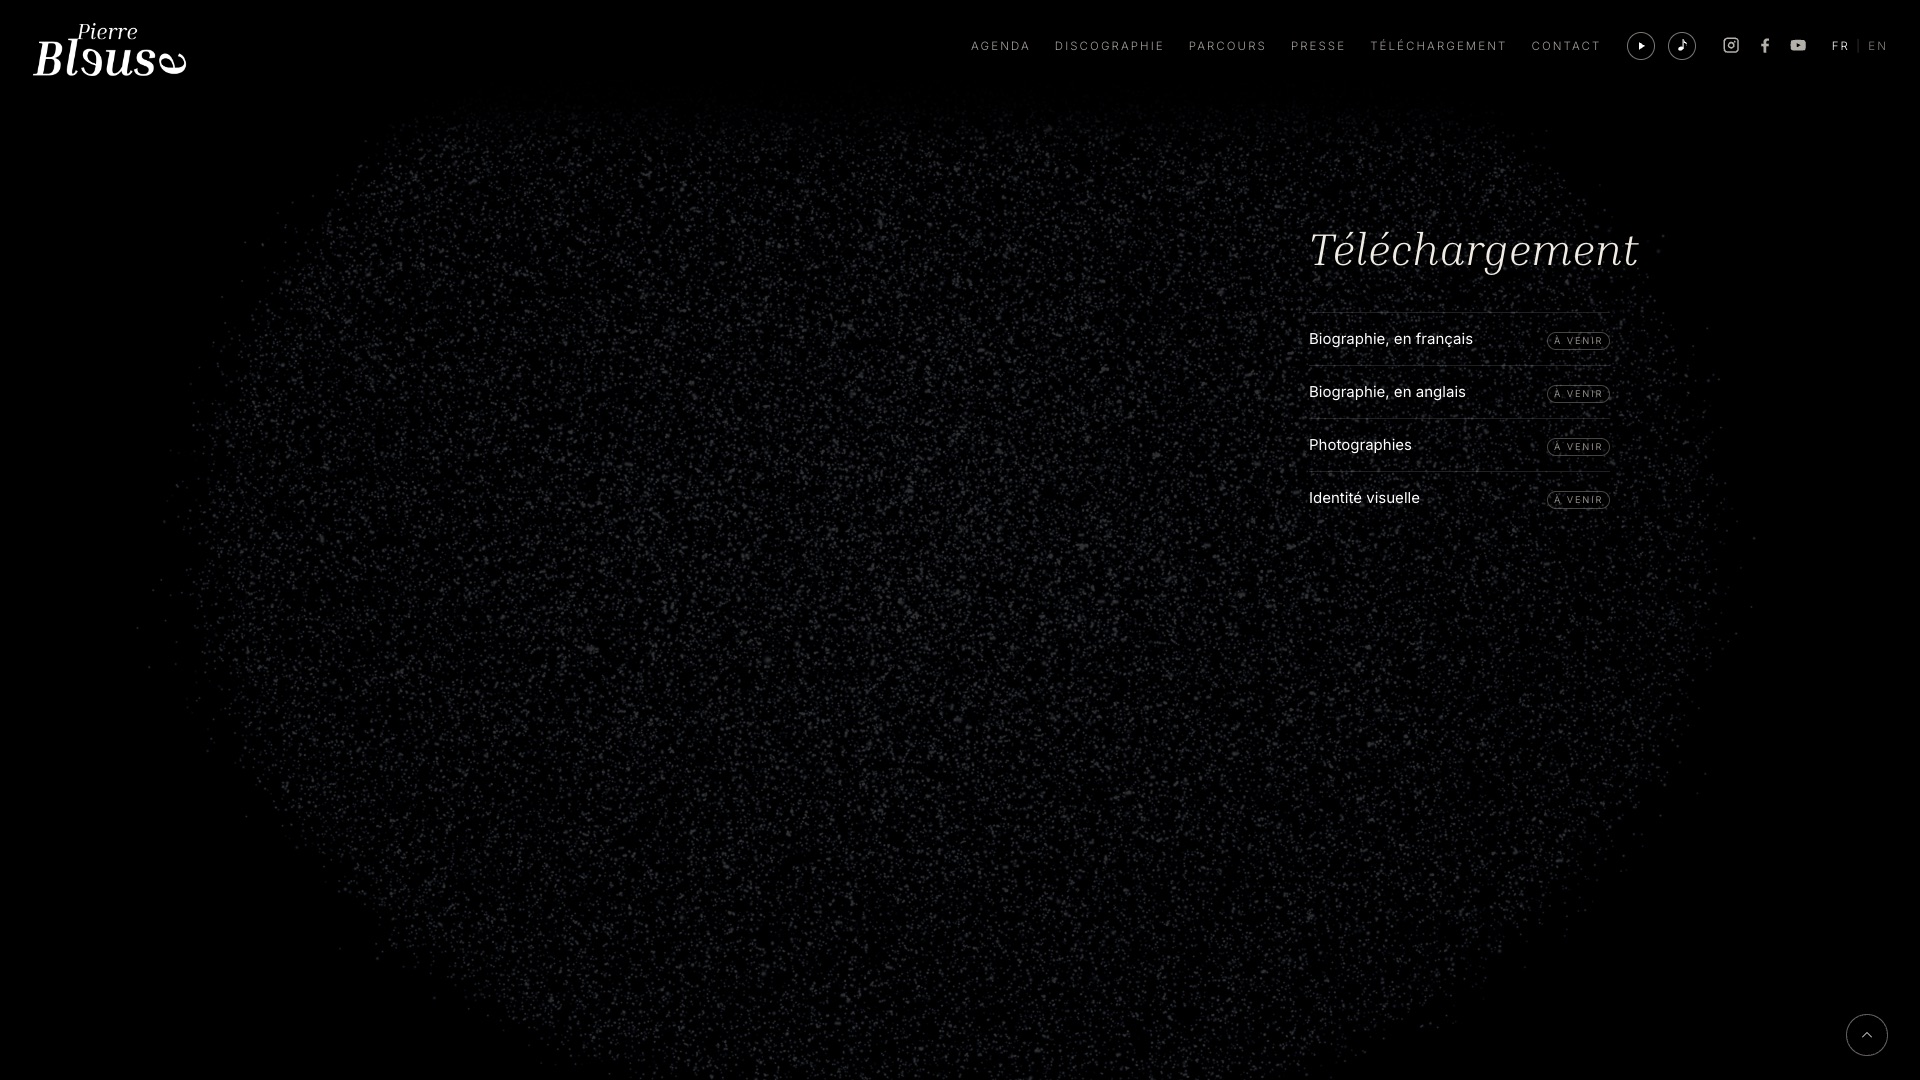 Pierre
Bleuse
AGENDA DISCOGRAPHIE PARCOURS PRESSE TÉLÉCHARGEMENT CONTACT FR | EN
Téléchargement
Biographie, en français À VENIR
Biographie, en anglais À VENIR
Photographies À VENIR
Identité visuelle À VENIR